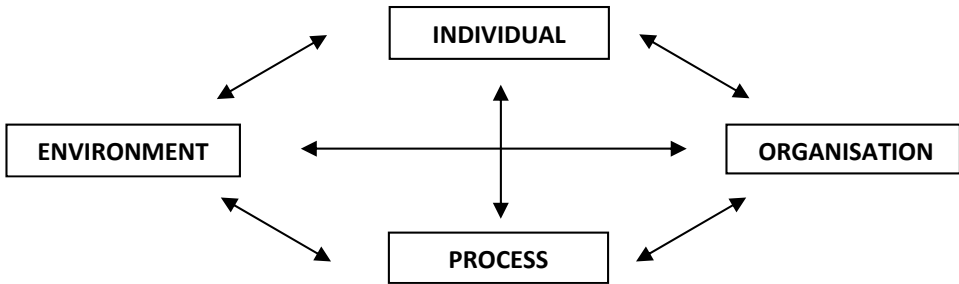 INDIVIDUAL
ENVIRONMENT
ORGANISATION
PROCESS